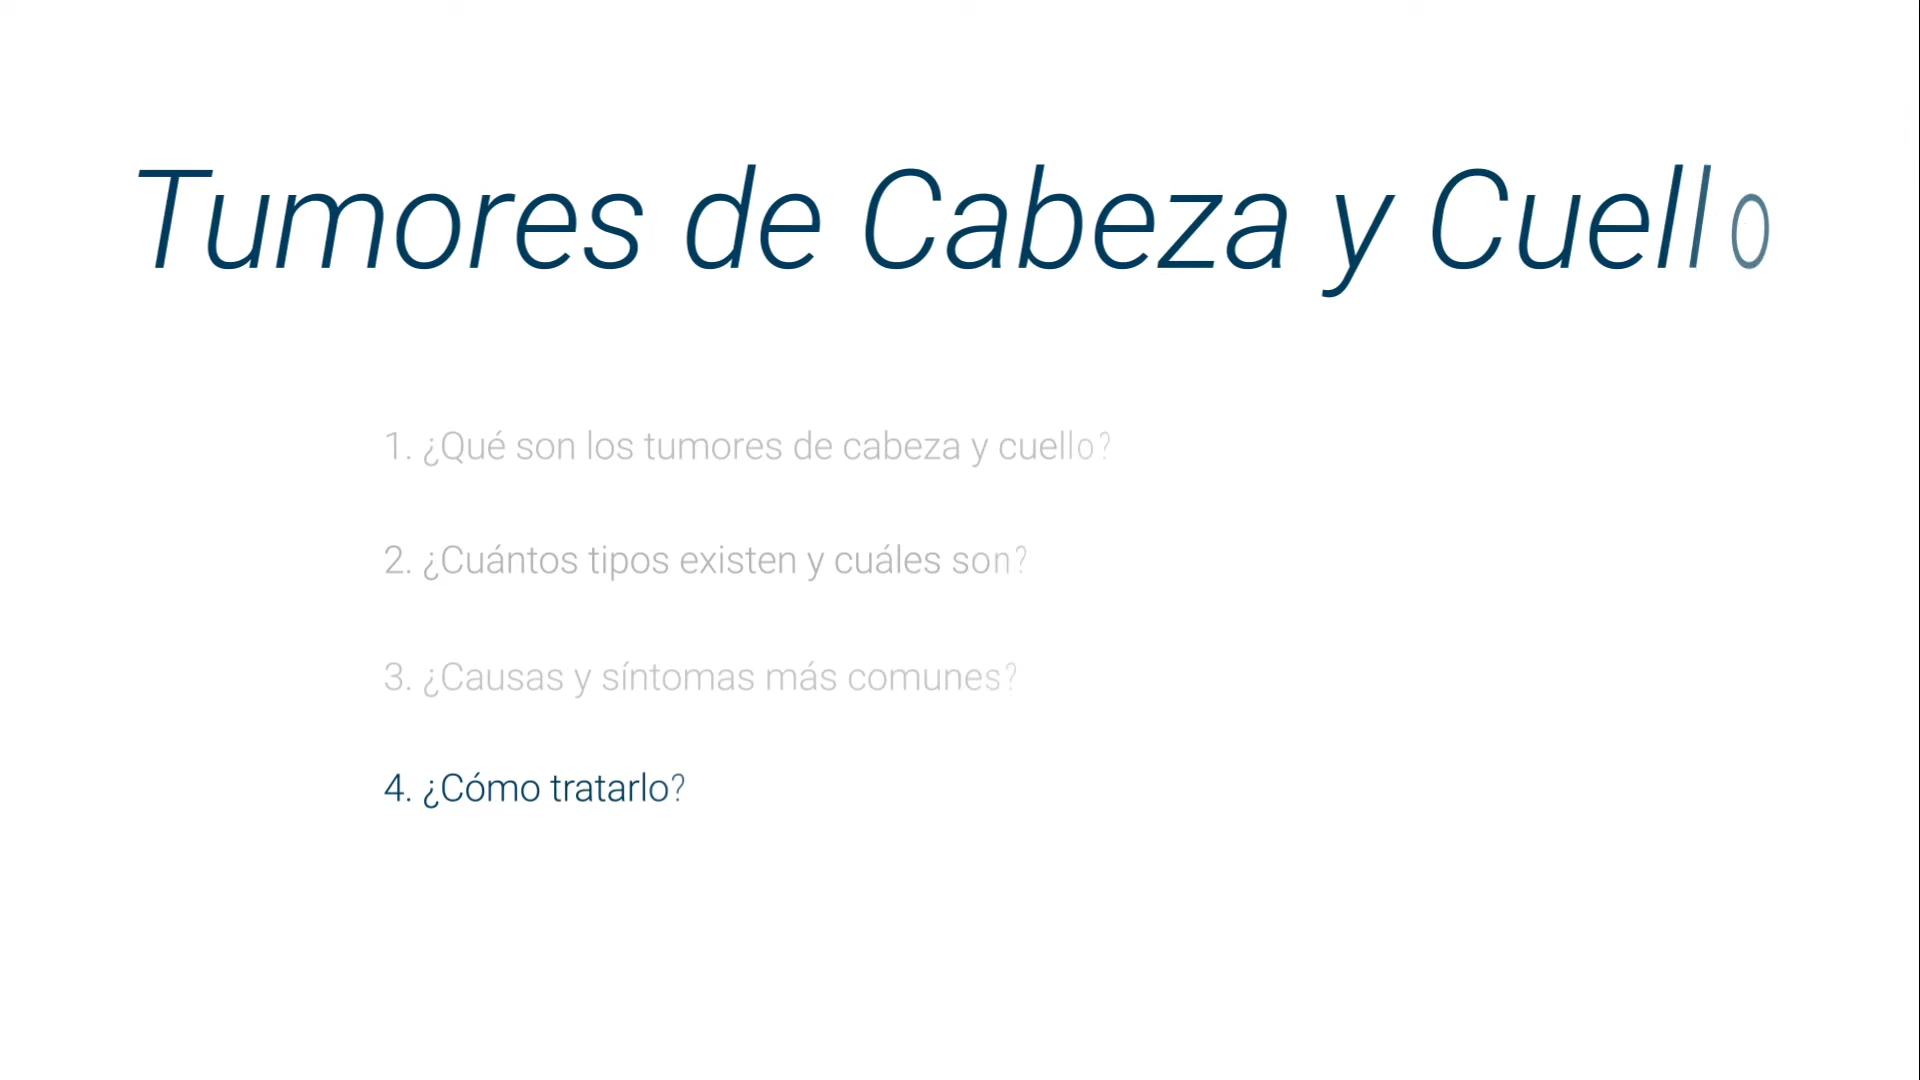 Tumores de Cabeza y Cuello
1. ¿Qué son los tumores de cabeza y cuello?
2. ¿Cuántos tipos existen y cuáles son?
3. ¿Causas y síntomas más comunes?
4. ¿Cómo tratarlo?